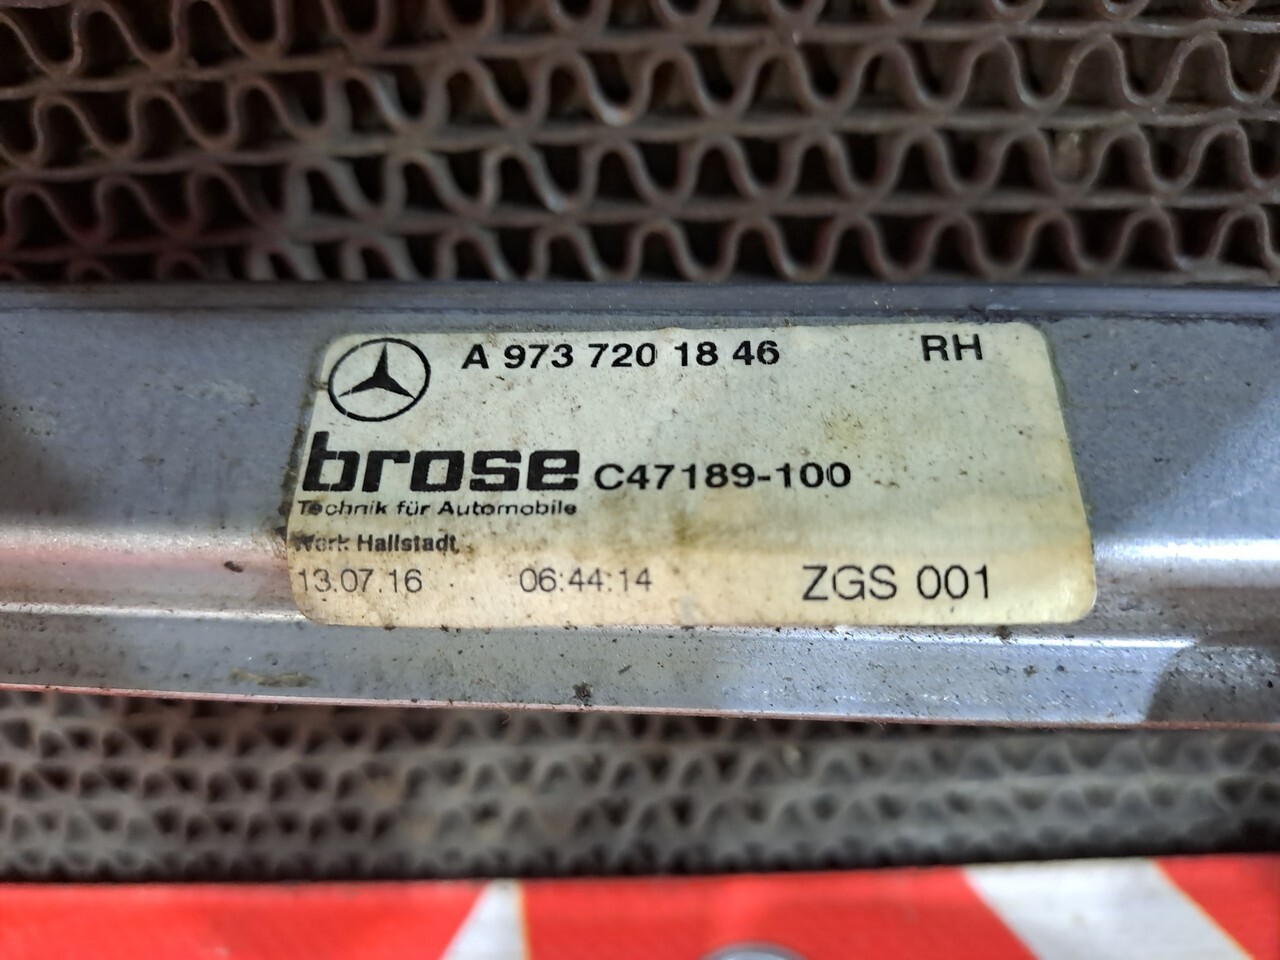 A 973 720 18 46 RH
brose C47189-100
Technik für Automobile
Werk Hallstadt
13.07.16 06:44:14 ZGS 001